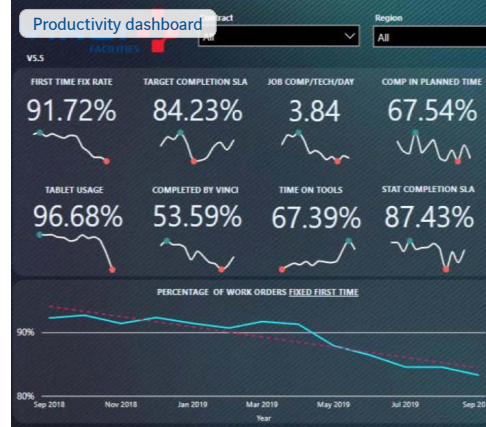 Productivity dashboard
Contract
Region
All
All
FACILITIES
V5.5
FIRST TIME FIX RATE
TARGET COMPLETION SLA
JOB COMP/TECH/DAY
COMP IN PLANNED TIME
91.72%
84.23%
3.84
67.54%
TABLET USAGE
COMPLETED BY VINCI
TIME ON TOOLS
STAT COMPLETION SLA
96.68%
53.59%
67.39%
87.43%
PERCENTAGE OF WORK ORDERS FIXED FIRST TIME
90%
80%
Sep 2018
Nov 2018
Jan 2019
Mar 2019
May 2019
Jul 2019
Sep 20
Year